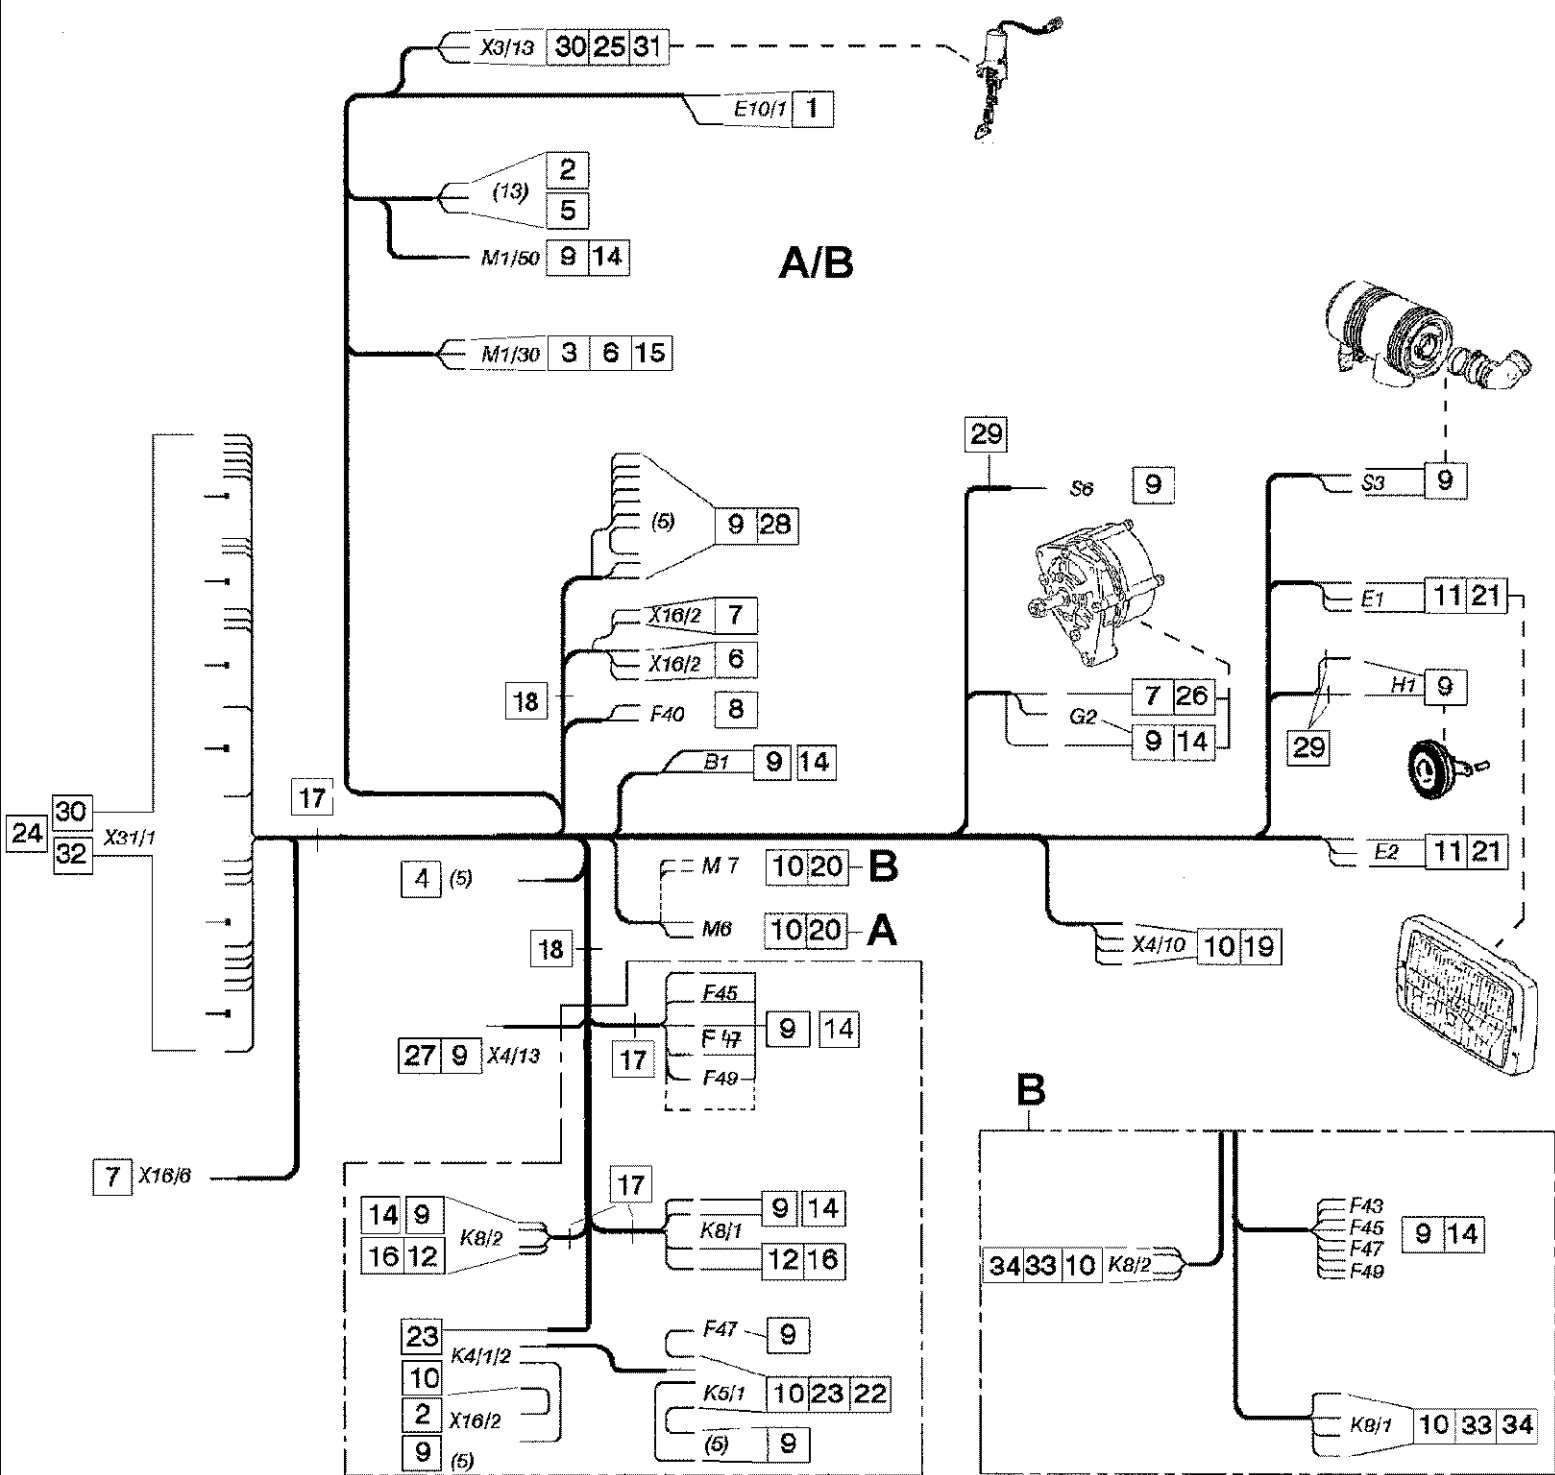 X3/13 30 25 31
E10/1 1
(13) 2
5
M1/50 9 14
A/B
M1/30 3 6 15
29
S6 9
S3 9
(5) 9 28
E1 11 21
X16/2 7
X16/2 6
18
F40 8
G2 7 26
9 14
H1 9
29
B1 9 14
17
24 30 32 X31/1
E2 11 21
4 (5)
M 7 10 20 B
M6 10 20 A
X4/10 10 19
18
F45
F 47 9 14
F49
17
27 9 X4/13
B
7 X16/6
17
14 9
16 12 K8/2
K8/1 9 14
12 16
F43
F45
F47
F49
9 14
34 33 10 K8/2
23
K4/1/2
10
2 X16/2
9 (5)
F47 9
K5/1 10 23 22
(5) 9
K8/1 10 33 34